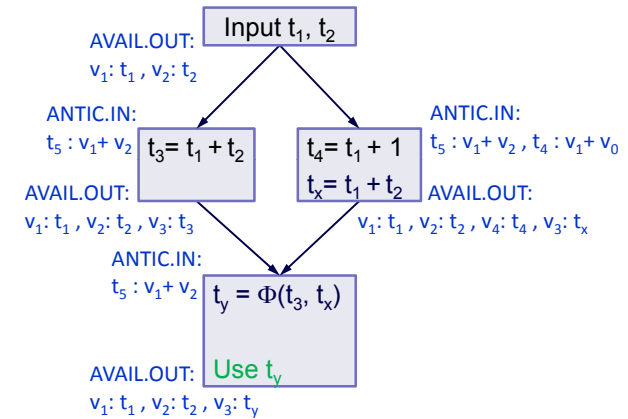 Input t₁, t₂
AVAIL.OUT:
v₁: t₁ , v₂: t₂
ANTIC.IN:
t₅ : v₁+ v₂
t₃= t₁ + t₂
t₄= t₁ + 1
tₓ= t₁ + t₂
ANTIC.IN:
t₅ : v₁+ v₂ , t₄ : v₁+ v₀
AVAIL.OUT:
v₁: t₁ , v₂: t₂ , v₃: t₃
AVAIL.OUT:
v₁: t₁ , v₂: t₂ , v₄: t₄ , v₃: tₓ
ANTIC.IN:
t₅ : v₁+ v₂
t_y = Φ(t₃, tₓ)
Use t_y
AVAIL.OUT:
v₁: t₁ , v₂: t₂ , v₃: t_y